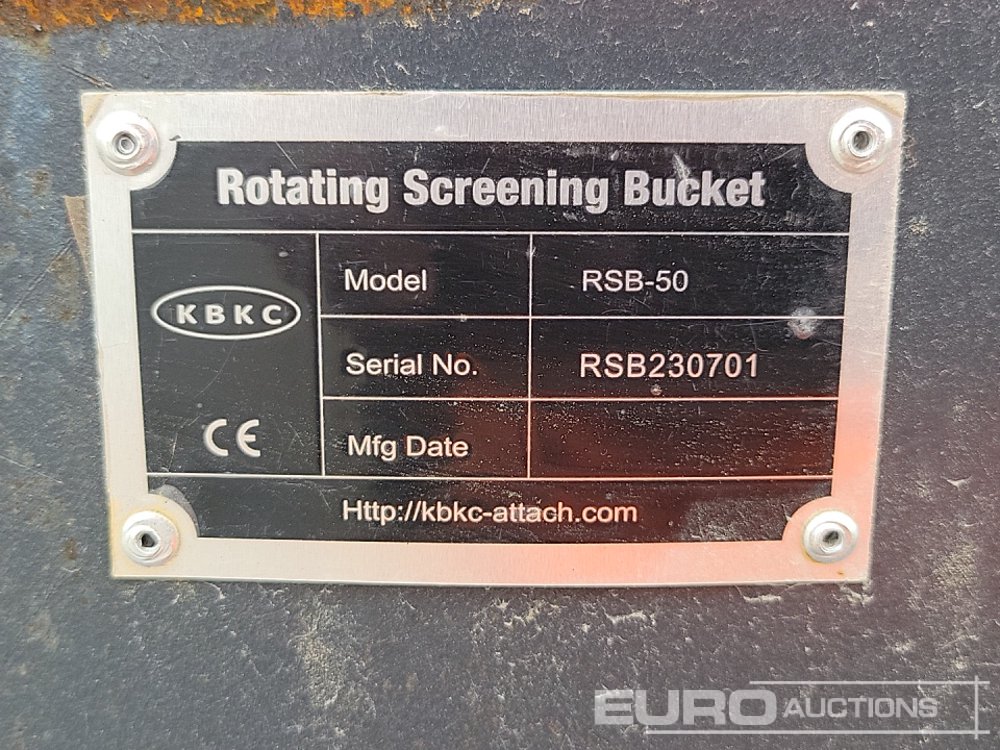 Rotating Screening Bucket
KBKC
CE
Model RSB-50
Serial No. RSB230701
Mfg Date
Http://kbkc-attach.com
EURO AUCTIONS